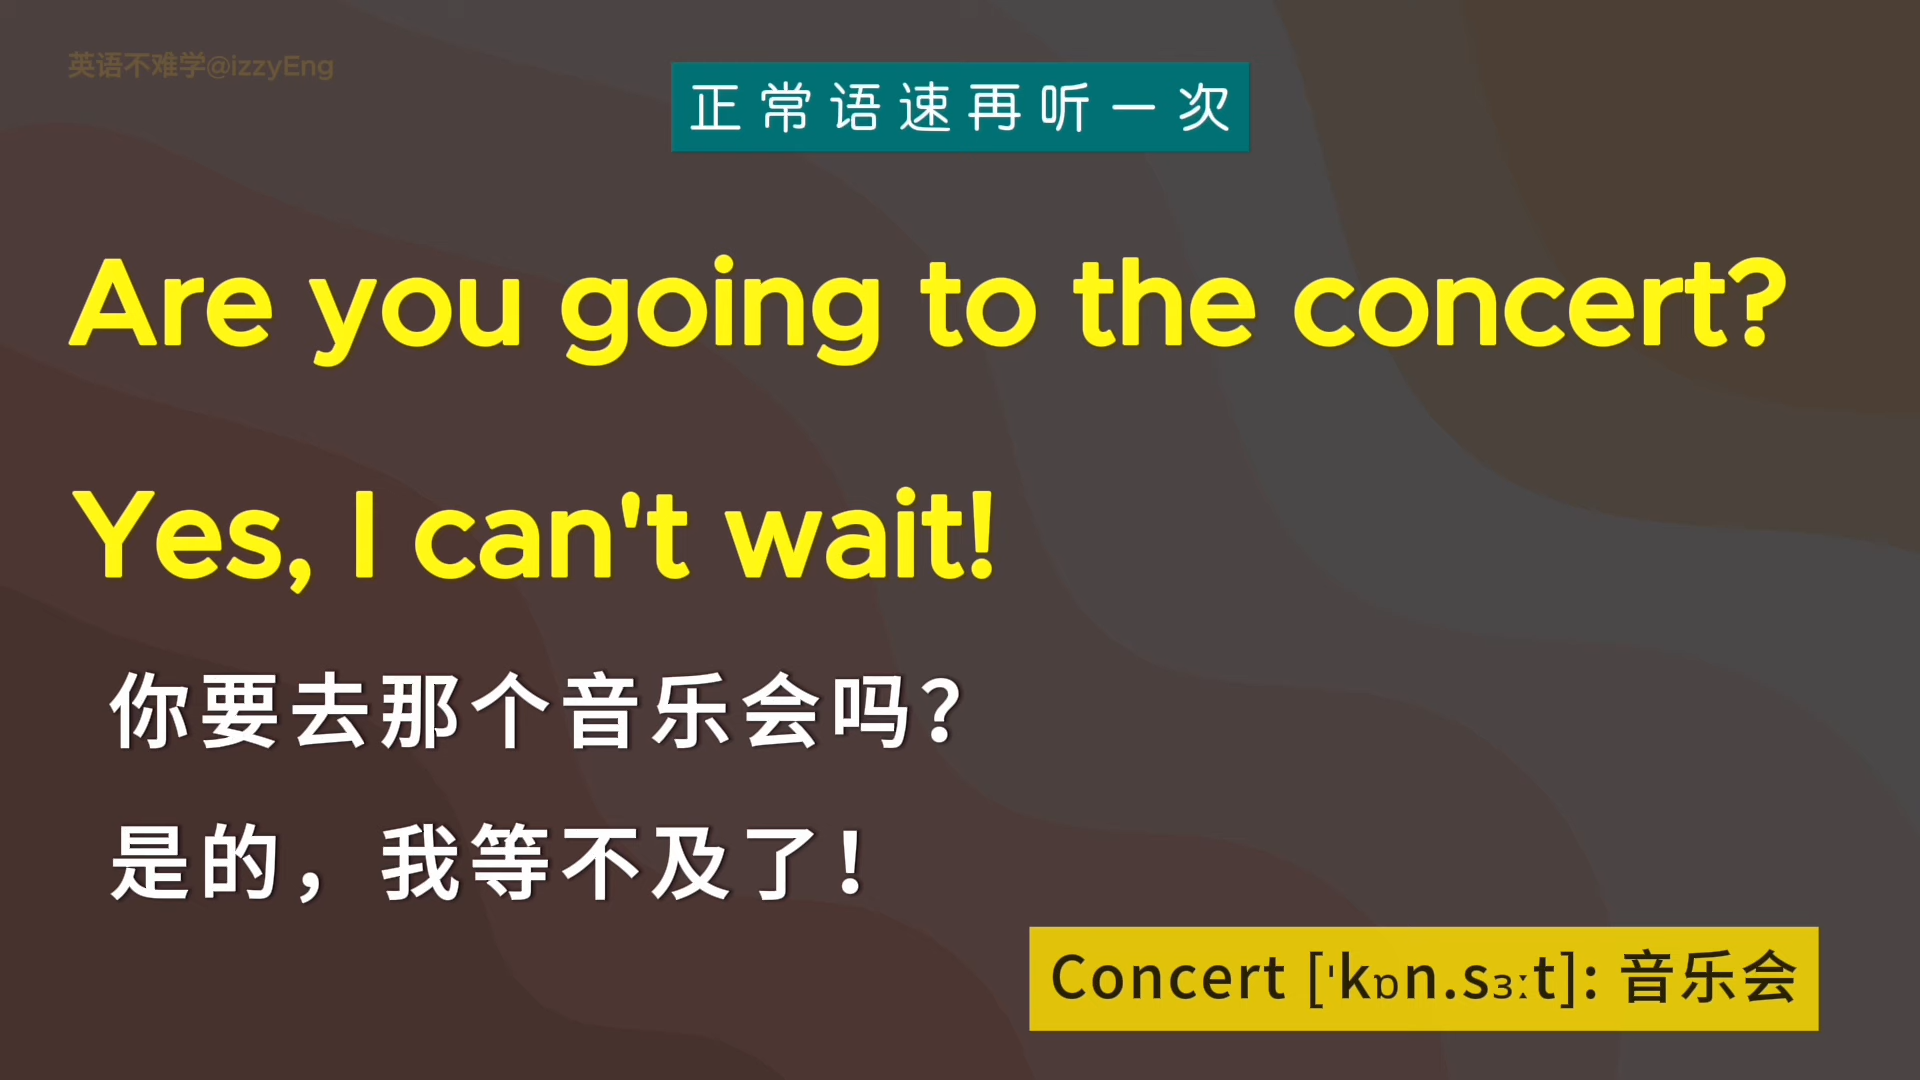 英语不难学@izzyEng
正常语速再听一次
Are you going to the concert?
Yes, I can't wait!
你要去那个音乐会吗？
是的，我等不及了！
Concert [ˈkɒn.sɜːt]: 音乐会